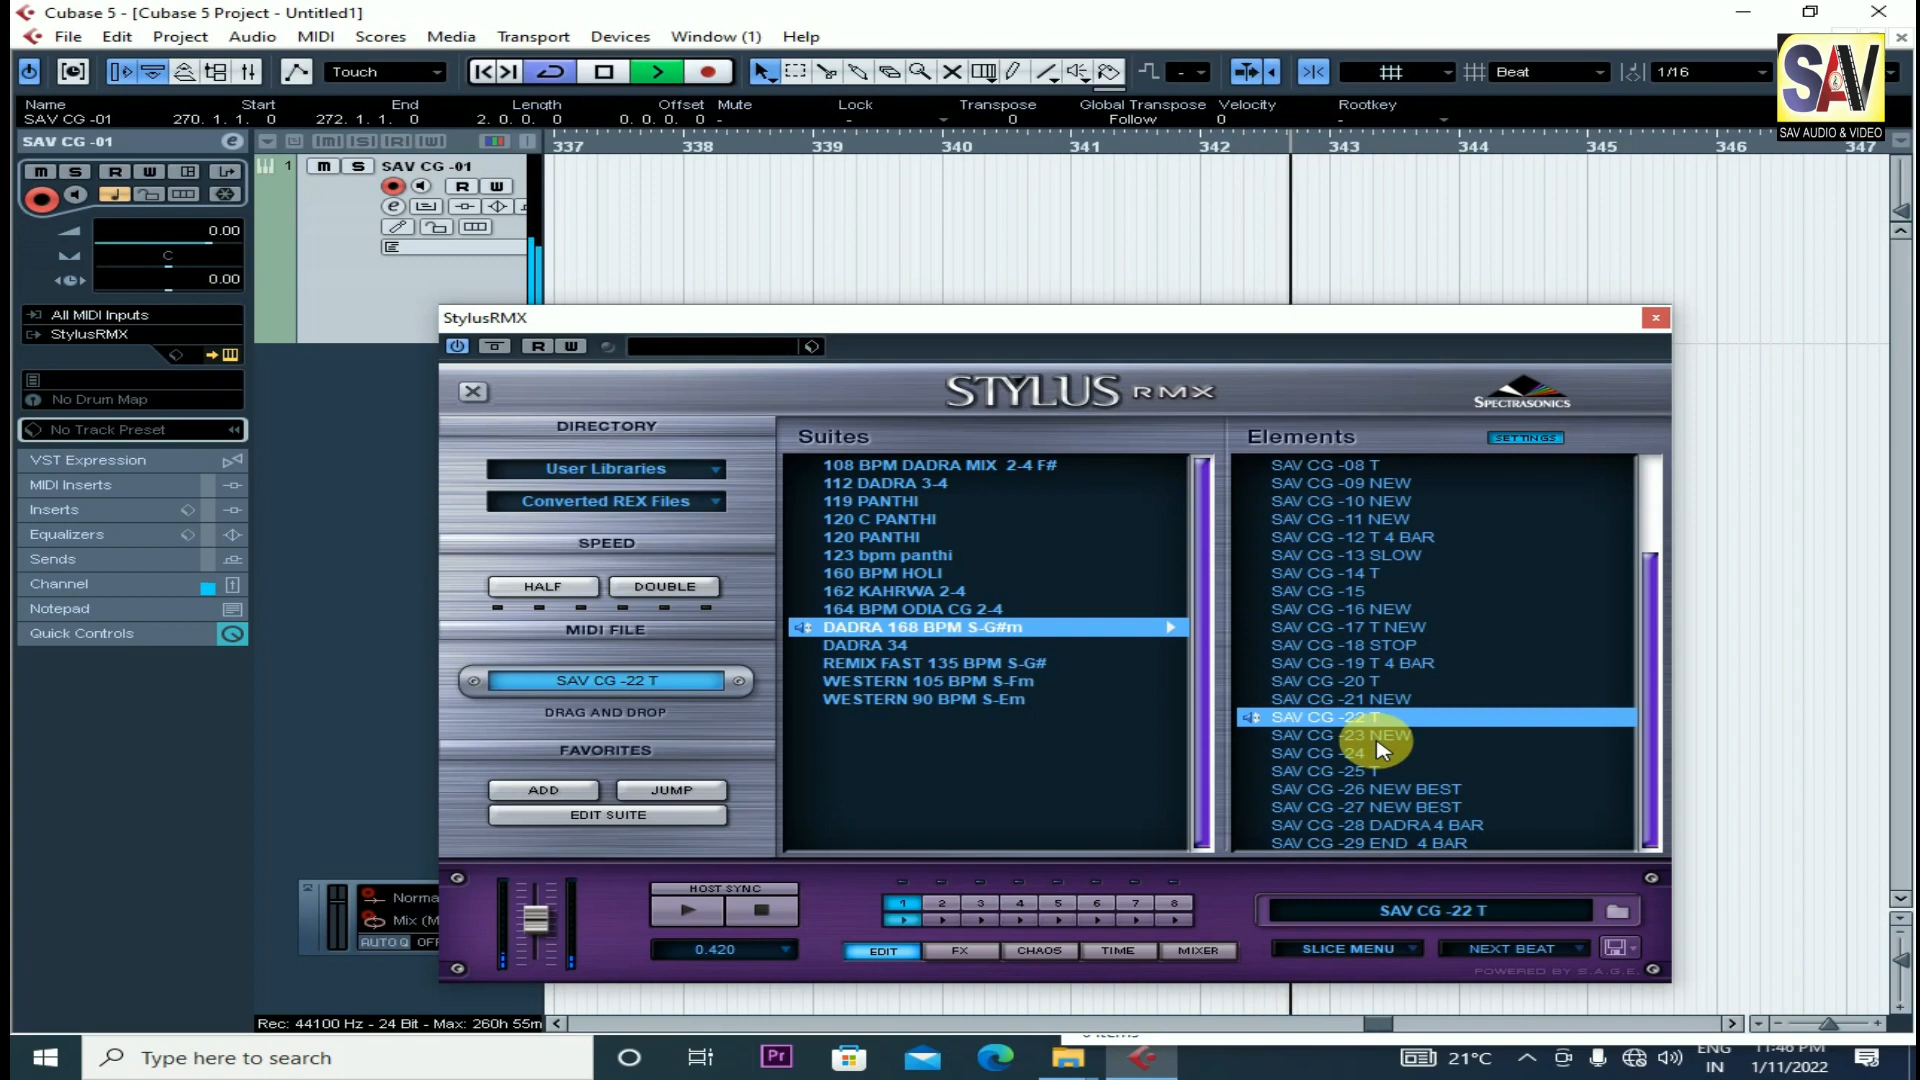 Cubase 5 - [Cubase 5 Project - Untitled1]
File Edit Project Audio MIDI Scores Media Transport Devices Window (1) Help
Touch
Beat
1/16
SAV
SAV AUDIO & VIDEO
Name Start End Length Offset Mute Lock Transpose Global Transpose Velocity Rootkey
SAV CG -01 270. 1. 1. 0 272. 1. 1. 0 2. 0. 0. 0 0. 0. 0. 0 - - 0 Follow 0 -
SAV CG -01
337 338 339 340 341 342 343 344 345 346 347
1 M S SAV CG -01
M S R W
R W
0.00
C
0.00
All MIDI Inputs
StylusRMX
No Drum Map
No Track Preset
VST Expression
MIDI Inserts
Inserts
Equalizers
Sends
Channel
Notepad
Quick Controls
StylusRMX
R W
STYLUS RMX
SPECTRASONICS
DIRECTORY
User Libraries
Converted REX Files
SPEED
HALF DOUBLE
MIDI FILE
SAV CG -22 T
DRAG AND DROP
FAVORITES
ADD JUMP
EDIT SUITE
Suites
108 BPM DADRA MIX 2-4 F#
112 DADRA 3-4
119 PANTHI
120 C PANTHI
120 PANTHI
123 bpm panthi
160 BPM HOLI
162 KAHRWA 2-4
164 BPM ODIA CG 2-4
DADRA 168 BPM S-G#m
DADRA 34
REMIX FAST 135 BPM S-G#
WESTERN 105 BPM S-Fm
WESTERN 90 BPM S-Em
Elements
SETTINGS
SAV CG -08 T
SAV CG -09 NEW
SAV CG -10 NEW
SAV CG -11 NEW
SAV CG -12 T 4 BAR
SAV CG -13 SLOW
SAV CG -14 T
SAV CG -15
SAV CG -16 NEW
SAV CG -17 T NEW
SAV CG -18 STOP
SAV CG -19 T 4 BAR
SAV CG -20 T
SAV CG -21 NEW
SAV CG -22 T
SAV CG -23 NEW
SAV CG -24
SAV CG -25 T
SAV CG -26 NEW BEST
SAV CG -27 NEW BEST
SAV CG -28 DADRA 4 BAR
SAV CG -29 END 4 BAR
HOST SYNC
0.420
1 2 3 4 5 6 7 8
EDIT FX CHAOS TIME MIXER
SAV CG -22 T
SLICE MENU NEXT BEAT
POWERED BY S.A.G.E.
Norma
Mix (M
AUTO Q OFF
Rec: 44100 Hz - 24 Bit - Max: 260h 55m
Type here to search
Pr
21°C
ENG
IN
11:46 PM
1/11/2022